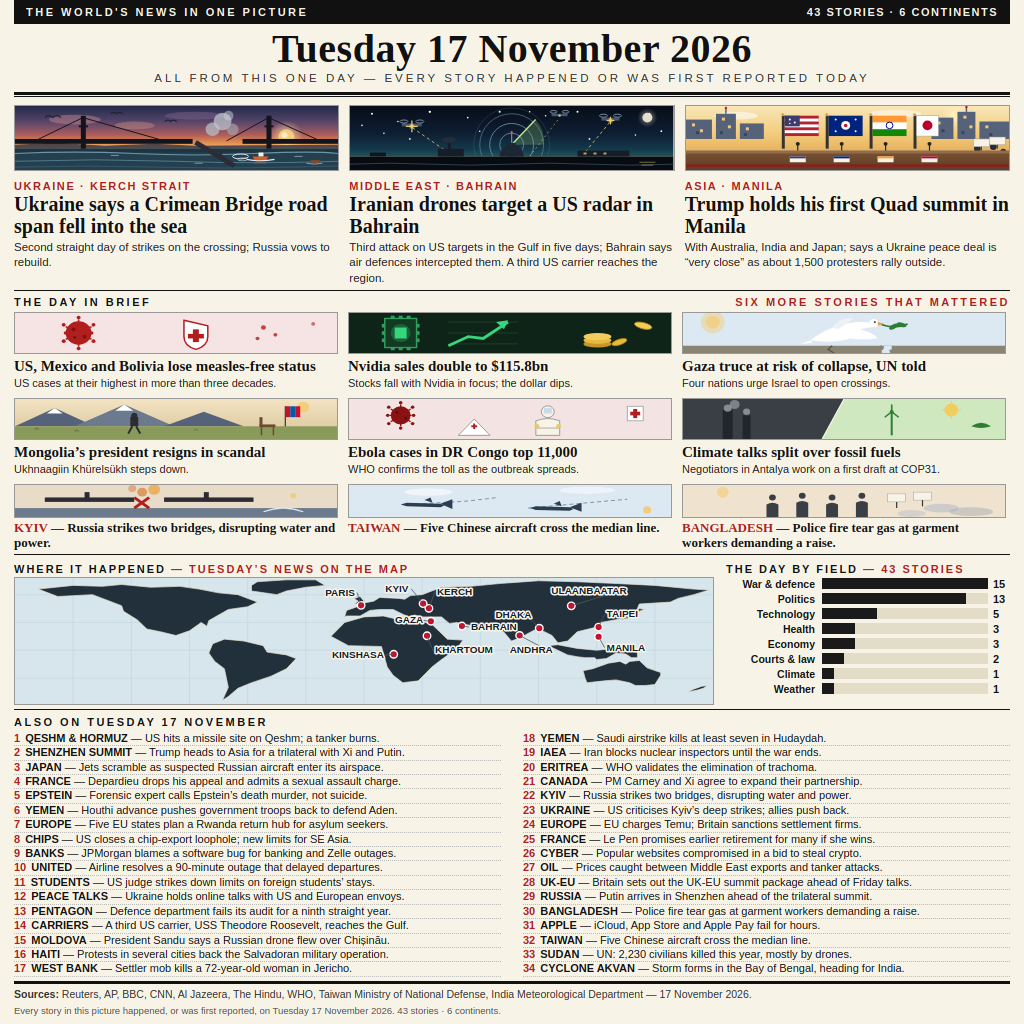 THE WORLD'S NEWS IN ONE PICTURE
43 STORIES · 6 CONTINENTS
Tuesday 17 November 2026
ALL FROM THIS ONE DAY — EVERY STORY HAPPENED OR WAS FIRST REPORTED TODAY
UKRAINE · KERCH STRAIT
Ukraine says a Crimean Bridge road
span fell into the sea
Second straight day of strikes on the crossing; Russia vows to
rebuild.
MIDDLE EAST · BAHRAIN
Iranian drones target a US radar in
Bahrain
Third attack on US targets in the Gulf in five days; Bahrain says
air defences intercepted them. A third US carrier reaches the
region.
ASIA · MANILA
Trump holds his first Quad summit in
Manila
With Australia, India and Japan; says a Ukraine peace deal is
“very close” as about 1,500 protesters rally outside.
THE DAY IN BRIEF
SIX MORE STORIES THAT MATTERED
US, Mexico and Bolivia lose measles-free status
US cases at their highest in more than three decades.
Nvidia sales double to $115.8bn
Stocks fall with Nvidia in focus; the dollar dips.
Gaza truce at risk of collapse, UN told
Four nations urge Israel to open crossings.
Mongolia’s president resigns in scandal
Ukhnaagiin Khürelsükh steps down.
Ebola cases in DR Congo top 11,000
WHO confirms the toll as the outbreak spreads.
Climate talks split over fossil fuels
Negotiators in Antalya work on a first draft at COP31.
KYIV — Russia strikes two bridges, disrupting water and
power.
TAIWAN — Five Chinese aircraft cross the median line.
BANGLADESH — Police fire tear gas at garment
workers demanding a raise.
WHERE IT HAPPENED — TUESDAY’S NEWS ON THE MAP
PARIS
KYIV
KERCH
ULAANBAATAR
GAZA
BAHRAIN
DHAKA
TAIPEI
KINSHASA
KHARTOUM
ANDHRA
MANILA
THE DAY BY FIELD — 43 STORIES
War & defence 15
Politics 13
Technology 5
Health 3
Economy 3
Courts & law 2
Climate 1
Weather 1
ALSO ON TUESDAY 17 NOVEMBER
1 QESHM & HORMUZ — US hits a missile site on Qeshm; a tanker burns.
2 SHENZHEN SUMMIT — Trump heads to Asia for a trilateral with Xi and Putin.
3 JAPAN — Jets scramble as suspected Russian aircraft enter its airspace.
4 FRANCE — Depardieu drops his appeal and admits a sexual assault charge.
5 EPSTEIN — Forensic expert calls Epstein’s death murder, not suicide.
6 YEMEN — Houthi advance pushes government troops back to defend Aden.
7 EUROPE — Five EU states plan a Rwanda return hub for asylum seekers.
8 CHIPS — US closes a chip-export loophole; new limits for SE Asia.
9 BANKS — JPMorgan blames a software bug for banking and Zelle outages.
10 UNITED — Airline resolves a 90-minute outage that delayed departures.
11 STUDENTS — US judge strikes down limits on foreign students’ stays.
12 PEACE TALKS — Ukraine holds online talks with US and European envoys.
13 PENTAGON — Defence department fails its audit for a ninth straight year.
14 CARRIERS — A third US carrier, USS Theodore Roosevelt, reaches the Gulf.
15 MOLDOVA — President Sandu says a Russian drone flew over Chișinău.
16 HAITI — Protests in several cities back the Salvadoran military operation.
17 WEST BANK — Settler mob kills a 72-year-old woman in Jericho.
18 YEMEN — Saudi airstrike kills at least seven in Hudaydah.
19 IAEA — Iran blocks nuclear inspectors until the war ends.
20 ERITREA — WHO validates the elimination of trachoma.
21 CANADA — PM Carney and Xi agree to expand their partnership.
22 KYIV — Russia strikes two bridges, disrupting water and power.
23 UKRAINE — US criticises Kyiv’s deep strikes; allies push back.
24 EUROPE — EU charges Temu; Britain sanctions settlement firms.
25 FRANCE — Le Pen promises earlier retirement for many if she wins.
26 CYBER — Popular websites compromised in a bid to steal crypto.
27 OIL — Prices caught between Middle East exports and tanker attacks.
28 UK-EU — Britain sets out the UK-EU summit package ahead of Friday talks.
29 RUSSIA — Putin arrives in Shenzhen ahead of the trilateral summit.
30 BANGLADESH — Police fire tear gas at garment workers demanding a raise.
31 APPLE — iCloud, App Store and Apple Pay fail for hours.
32 TAIWAN — Five Chinese aircraft cross the median line.
33 SUDAN — UN: 2,230 civilians killed this year, mostly by drones.
34 CYCLONE AKVAN — Storm forms in the Bay of Bengal, heading for India.
Sources: Reuters, AP, BBC, CNN, Al Jazeera, The Hindu, WHO, Taiwan Ministry of National Defense, India Meteorological Department — 17 November 2026.
Every story in this picture happened, or was first reported, on Tuesday 17 November 2026. 43 stories · 6 continents.